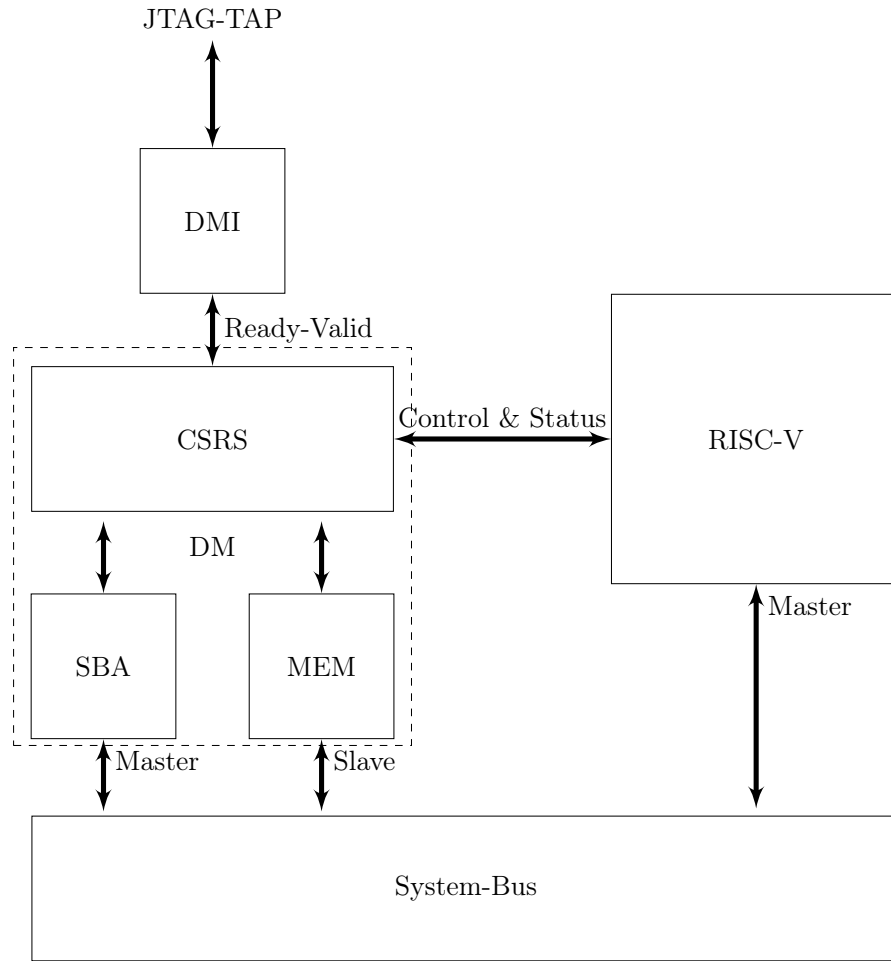 JTAG-TAP
DMI
Ready-Valid
CSRS
Control & Status
RISC-V
DM
Master
SBA
MEM
Master
Slave
System-Bus